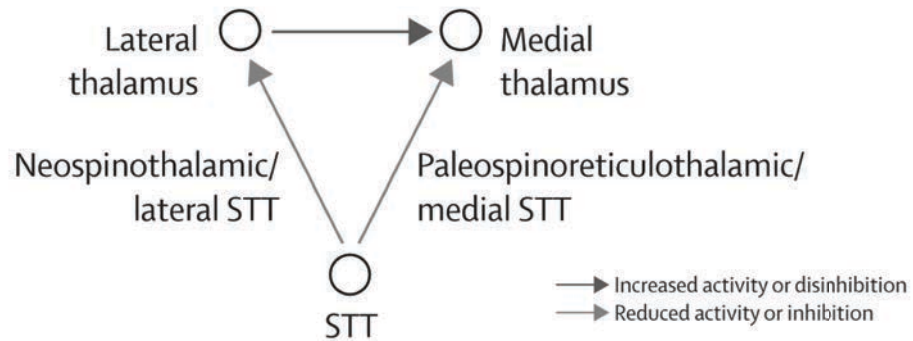 Lateral
thalamus
Medial
thalamus
Neospinothalamic/
lateral STT
Paleospinoreticulothalamic/
medial STT
STT
Increased activity or disinhibition
Reduced activity or inhibition